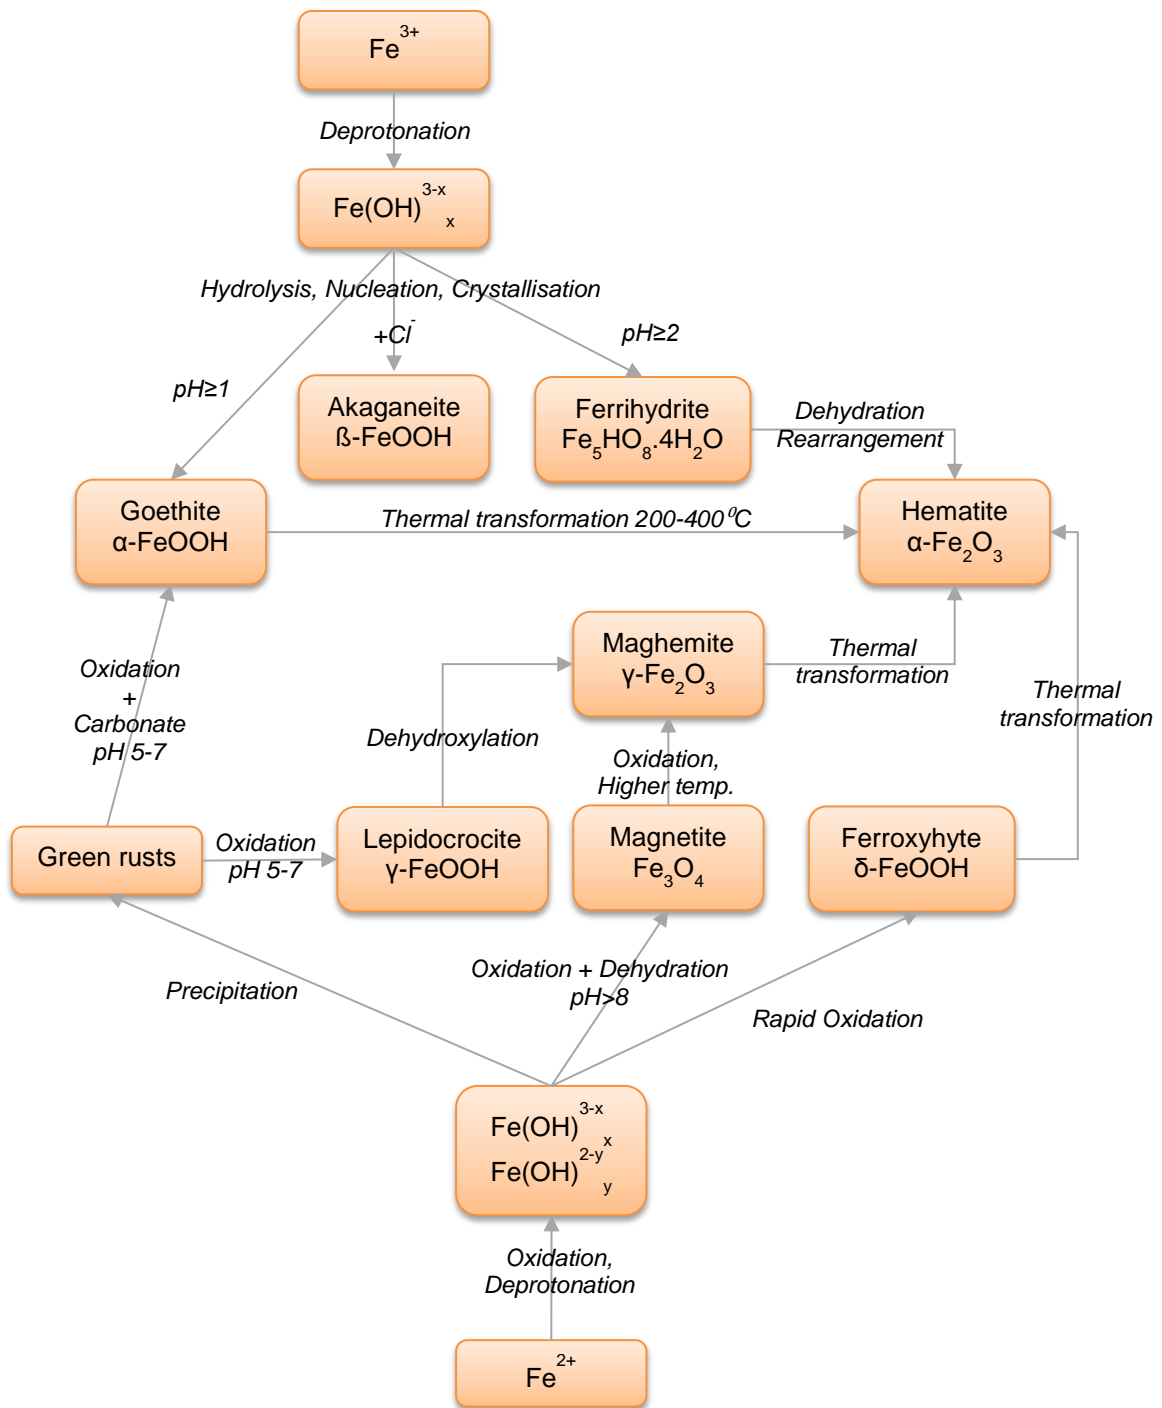 Fe³⁺
Deprotonation
Fe(OH)³⁻ˣₓ
Hydrolysis, Nucleation, Crystallisation
+Cl⁻
pH≥2
pH≥1
Akaganeite
ß-FeOOH
Ferrihydrite
Fe₅HO₈.4H₂O
Dehydration
Rearrangement
Goethite
α-FeOOH
Thermal transformation 200-400⁰C
Hematite
α-Fe₂O₃
Maghemite
γ-Fe₂O₃
Thermal
transformation
Oxidation
+
Carbonate
pH 5-7
Thermal
transformation
Dehydroxylation
Oxidation,
Higher temp.
Green rusts
Oxidation
pH 5-7
Lepidocrocite
γ-FeOOH
Magnetite
Fe₃O₄
Ferroxyhyte
δ-FeOOH
Precipitation
Oxidation + Dehydration
pH>8
Rapid Oxidation
Fe(OH)³⁻ˣₓ
Fe(OH)²⁻ʸy
Oxidation,
Deprotonation
Fe²⁺